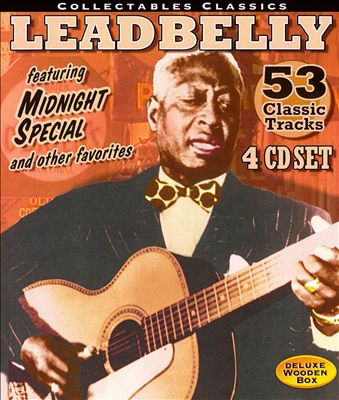 Collectables Classics
LEADBELLY
featuring
MIDNIGHT
SPECIAL
and other favorites
53
Classic
Tracks
4 CD SET
DELUXE
WOODEN
BOX